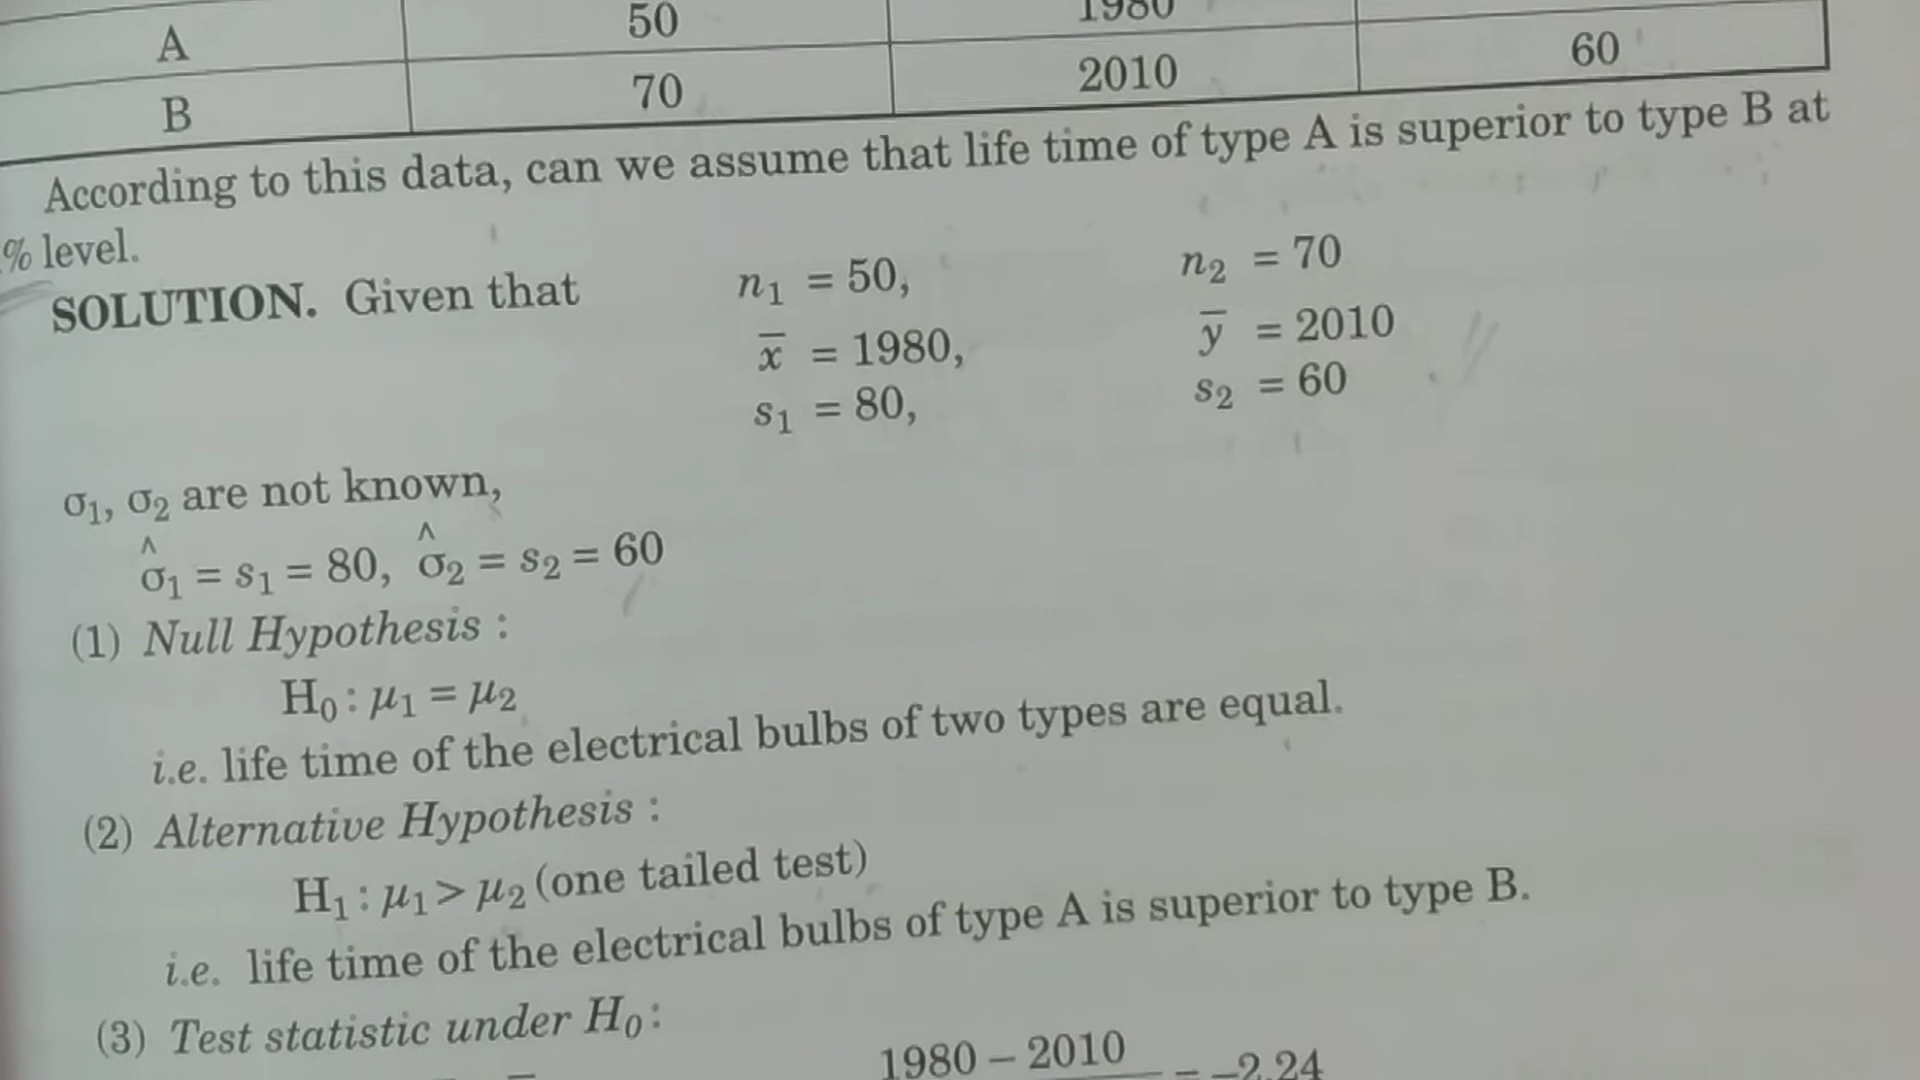 A 50 1980
B 70 2010 60
According to this data, can we assume that life time of type A is superior to type B at
% level.
SOLUTION. Given that n₁ = 50, n₂ = 70
x̅ = 1980, y̅ = 2010
s₁ = 80, s₂ = 60
σ₁, σ₂ are not known,
σ̂₁ = s₁ = 80, σ̂₂ = s₂ = 60
(1) Null Hypothesis :
H₀ : μ₁ = μ₂
i.e. life time of the electrical bulbs of two types are equal.
(2) Alternative Hypothesis :
H₁ : μ₁ > μ₂ (one tailed test)
i.e. life time of the electrical bulbs of type A is superior to type B.
(3) Test statistic under H₀ :
1980 – 2010 = –2.24